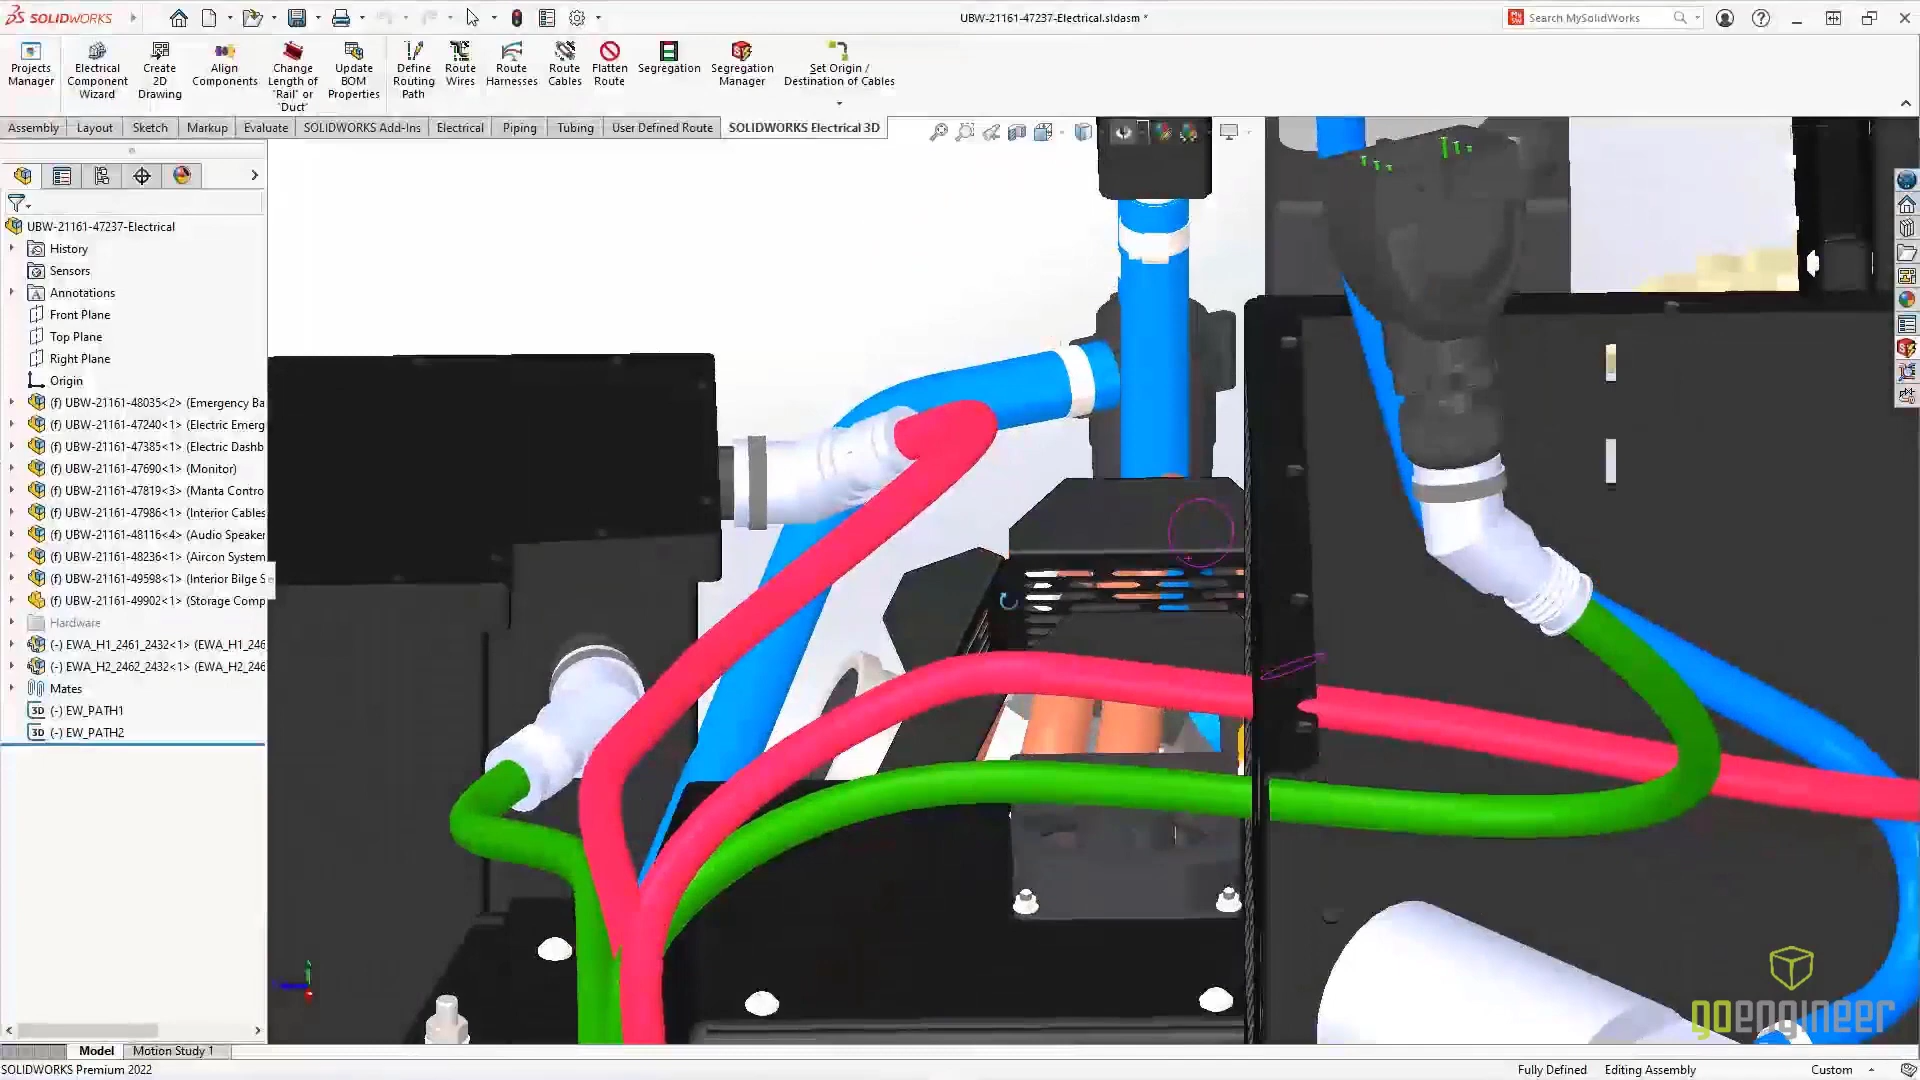 SOLIDWORKS
UBW-21161-47237-Electrical.sldasm *
Search MySolidWorks
Projects Manager
Electrical Component Wizard
Create 2D Drawing
Align Components
Change Length of "Rail" or "Duct"
Update BOM Properties
Define Routing Path
Route Wires
Route Harnesses
Route Cables
Flatten Route
Segregation
Segregation Manager
Set Origin / Destination of Cables
Assembly
Layout
Sketch
Markup
Evaluate
SOLIDWORKS Add-Ins
Electrical
Piping
Tubing
User Defined Route
SOLIDWORKS Electrical 3D
UBW-21161-47237-Electrical
History
Sensors
Annotations
Front Plane
Top Plane
Right Plane
Origin
(f) UBW-21161-48035<2> (Emergency Ba
(f) UBW-21161-47240<1> (Electric Emerg
(f) UBW-21161-47385<1> (Electric Dashb
(f) UBW-21161-47690<1> (Monitor)
(f) UBW-21161-47819<3> (Manta Contro
(f) UBW-21161-47986<1> (Interior Cables
(f) UBW-21161-48116<4> (Audio Speaker
(f) UBW-21161-48236<1> (Aircon System
(f) UBW-21161-49598<1> (Interior Bilge S
(f) UBW-21161-49902<1> (Storage Comp
Hardware
(-) EWA_H1_2461_2432<1> (EWA_H1_246
(-) EWA_H2_2462_2432<1> (EWA_H2_246
Mates
3D (-) EW_PATH1
3D (-) EW_PATH2
goengineer
Model
Motion Study 1
SOLIDWORKS Premium 2022
Fully Defined
Editing Assembly
Custom